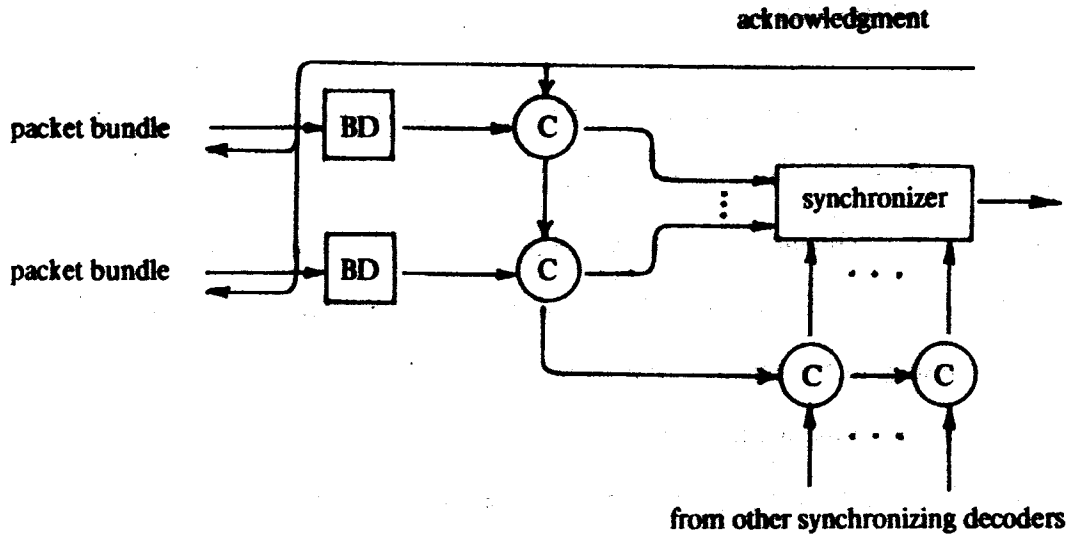 acknowledgment
packet bundle
BD
C
synchronizer
packet bundle
BD
C
C
C
from other synchronizing decoders